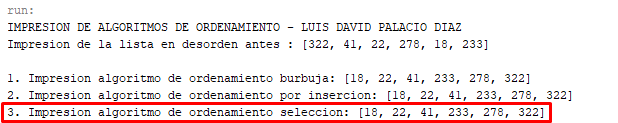 run:
IMPRESION DE ALGORITMOS DE ORDENAMIENTO - LUIS DAVID PALACIO DIAZ
Impresion de la lista en desorden antes : [322, 41, 22, 278, 18, 233]
1. Impresion algoritmo de ordenamiento burbuja: [18, 22, 41, 233, 278, 322]
2. Impresion algoritmo de ordenamiento por insercion: [18, 22, 41, 233, 278, 322]
3. Impresion algoritmo de ordenamiento seleccion: [18, 22, 41, 233, 278, 322]